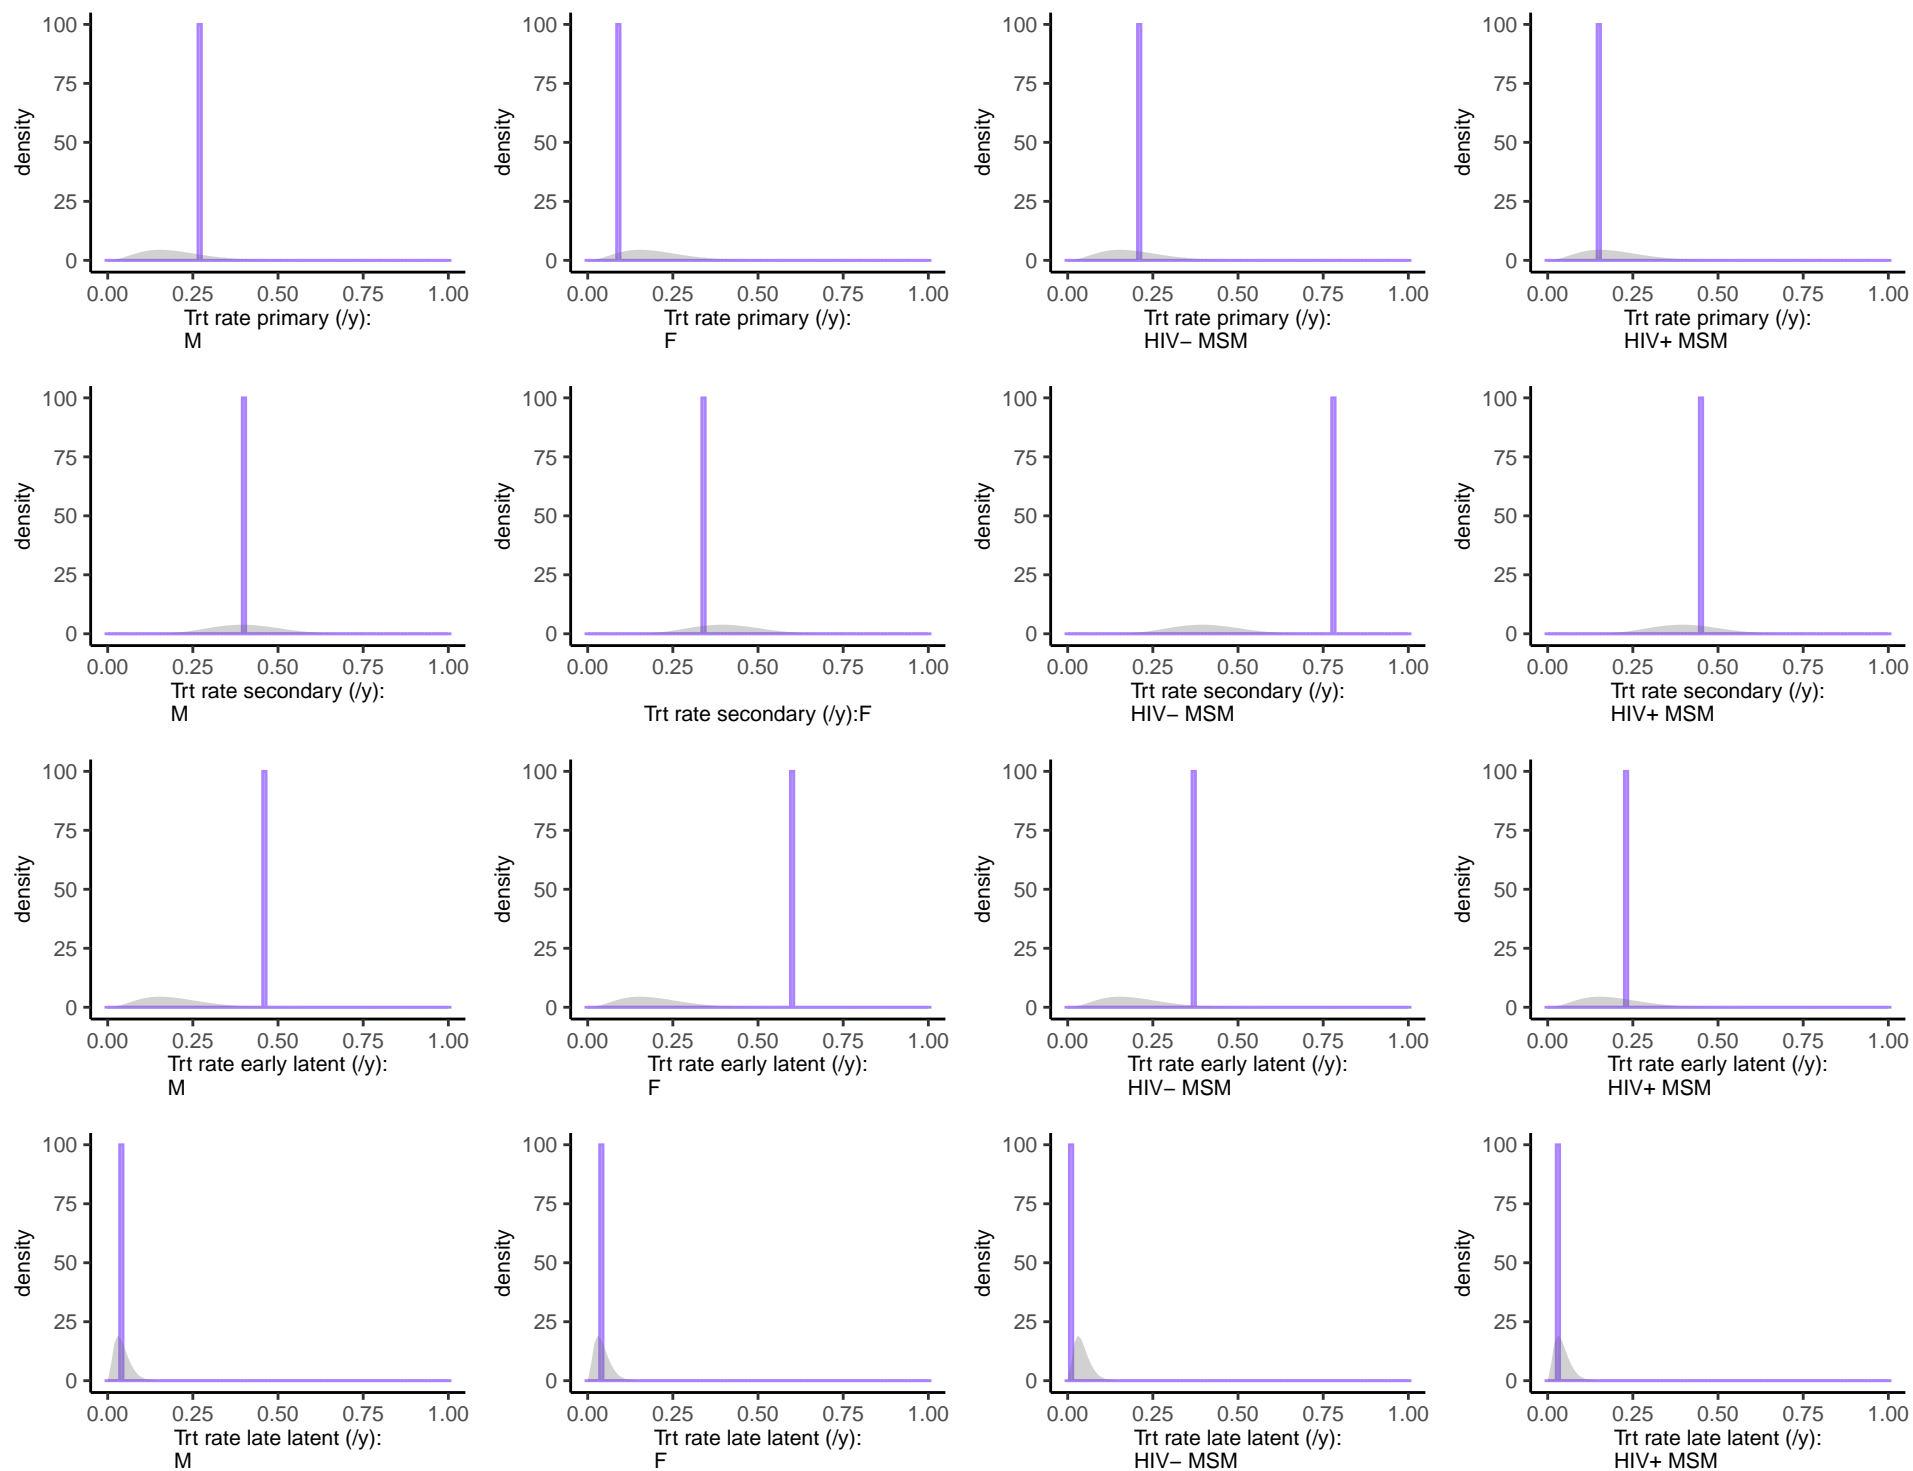 100 100 100 100
75 75 75 75
density density density density
50 50 50 50
25 25 25 25
0 0 0 0
0.00 0.25 0.50 0.75 1.00 0.00 0.25 0.50 0.75 1.00 0.00 0.25 0.50 0.75 1.00 0.00 0.25 0.50 0.75 1.00
Trt rate primary (/y): Trt rate primary (/y): Trt rate primary (/y): Trt rate primary (/y):
M F HIV− MSM HIV+ MSM
100 100 100 100
75 75 75 75
density density density density
50 50 50 50
25 25 25 25
0 0 0 0
0.00 0.25 0.50 0.75 1.00 0.00 0.25 0.50 0.75 1.00 0.00 0.25 0.50 0.75 1.00 0.00 0.25 0.50 0.75 1.00
Trt rate secondary (/y): Trt rate secondary (/y): Trt rate secondary (/y):
M Trt rate secondary (/y):F HIV− MSM HIV+ MSM
100 100 100 100
75 75 75 75
density density density density
50 50 50 50
25 25 25 25
0 0 0 0
0.00 0.25 0.50 0.75 1.00 0.00 0.25 0.50 0.75 1.00 0.00 0.25 0.50 0.75 1.00 0.00 0.25 0.50 0.75 1.00
Trt rate early latent (/y): Trt rate early latent (/y): Trt rate early latent (/y): Trt rate early latent (/y):
M F HIV− MSM HIV+ MSM
100 100 100 100
75 75 75 75
density density density density
50 50 50 50
25 25 25 25
0 0 0 0
0.00 0.25 0.50 0.75 1.00 0.00 0.25 0.50 0.75 1.00 0.00 0.25 0.50 0.75 1.00 0.00 0.25 0.50 0.75 1.00
Trt rate late latent (/y): Trt rate late latent (/y): Trt rate late latent (/y): Trt rate late latent (/y):
M F HIV− MSM HIV+ MSM